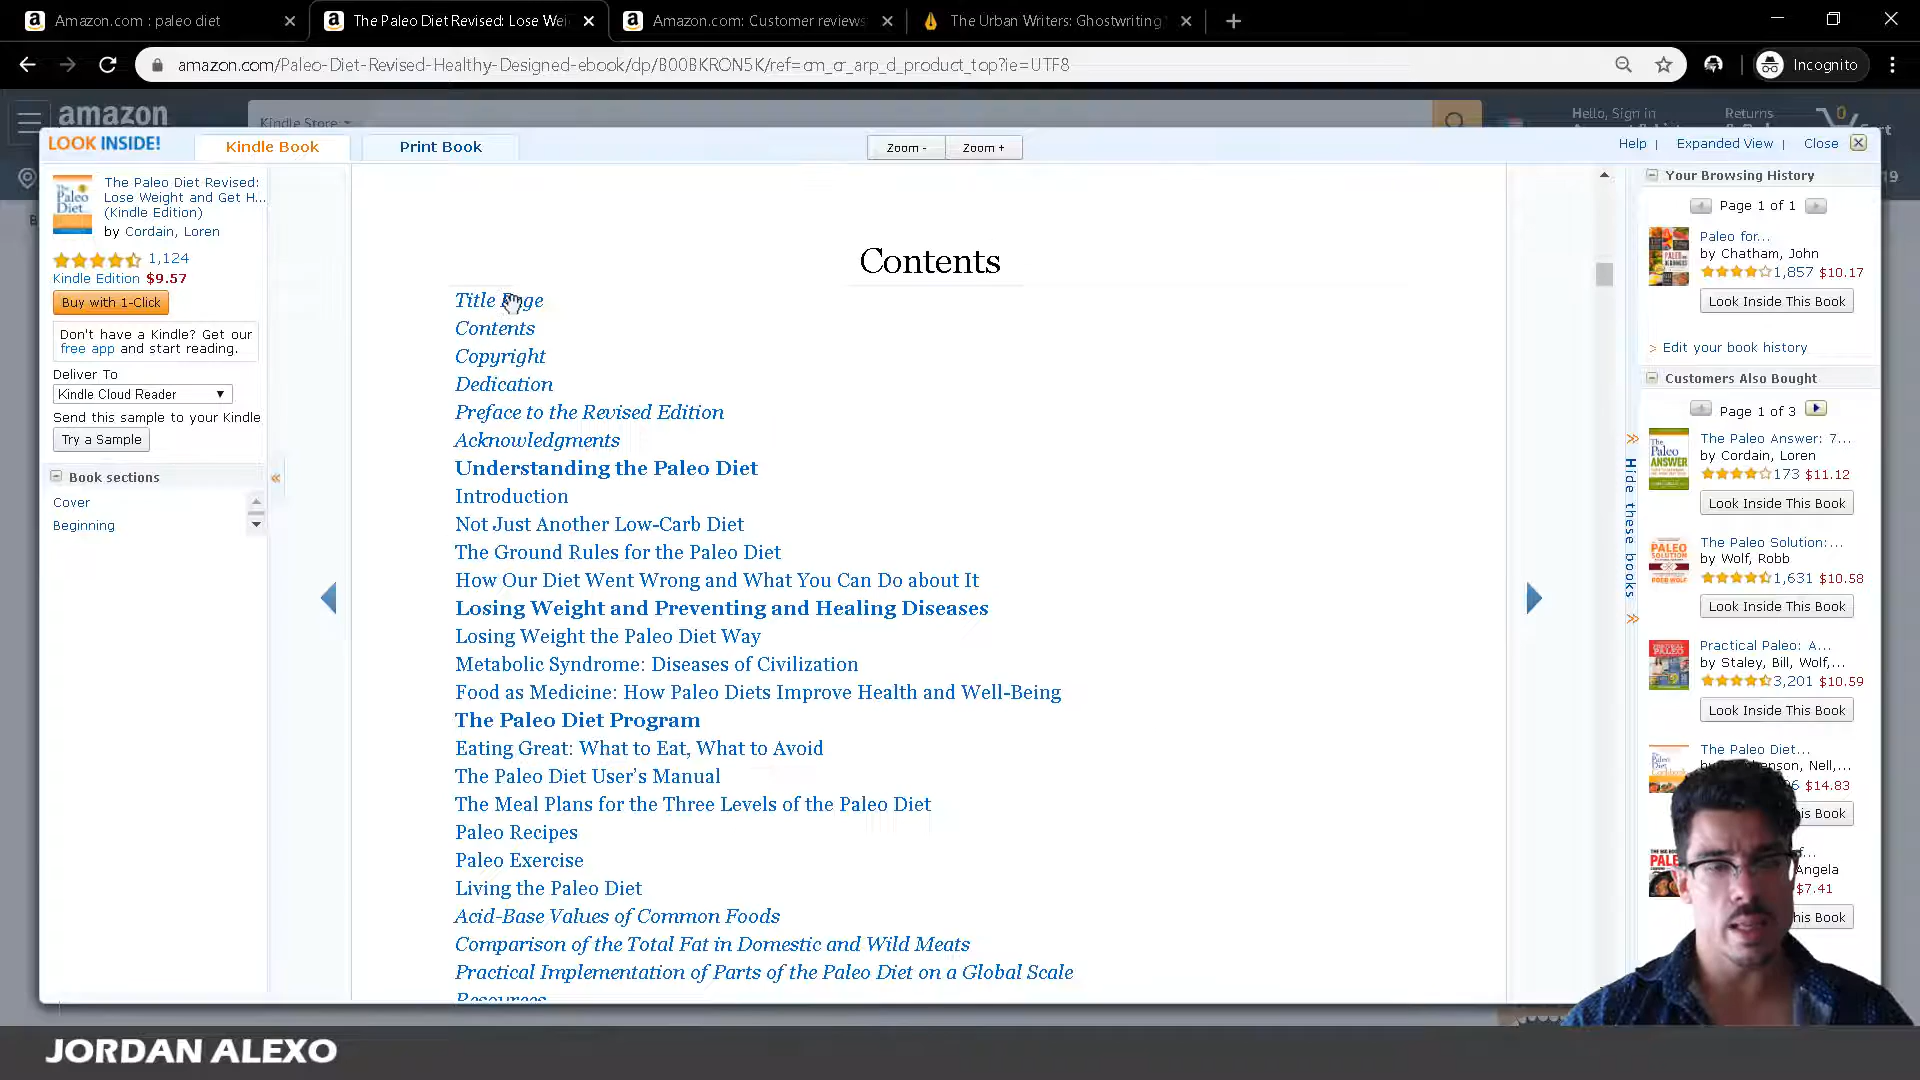 Amazon.com : paleo diet
The Paleo Diet Revised: Lose Wei
Amazon.com: Customer reviews
The Urban Writers: Ghostwriting
amazon.com/Paleo-Diet-Revised-Healthy-Designed-ebook/dp/B00BKRON5K/ref=cm_cr_arp_d_product_top?ie=UTF8
Incognito
amazon
Kindle Store
Hello, Sign in
Returns
0
LOOK INSIDE!
Kindle Book
Print Book
Zoom -
Zoom +
Help |
Expanded View |
Close
The Paleo Diet Revised:
Lose Weight and Get H...
(Kindle Edition)
by Cordain, Loren
1,124
Kindle Edition $9.57
Buy with 1-Click
Don't have a Kindle? Get our
free app and start reading.
Deliver To
Kindle Cloud Reader
Send this sample to your Kindle
Try a Sample
Book sections
Cover
Beginning
The
Paleo
Diet
Contents
Title Page
Contents
Copyright
Dedication
Preface to the Revised Edition
Acknowledgments
Understanding the Paleo Diet
Introduction
Not Just Another Low-Carb Diet
The Ground Rules for the Paleo Diet
How Our Diet Went Wrong and What You Can Do about It
Losing Weight and Preventing and Healing Diseases
Losing Weight the Paleo Diet Way
Metabolic Syndrome: Diseases of Civilization
Food as Medicine: How Paleo Diets Improve Health and Well-Being
The Paleo Diet Program
Eating Great: What to Eat, What to Avoid
The Paleo Diet User’s Manual
The Meal Plans for the Three Levels of the Paleo Diet
Paleo Recipes
Paleo Exercise
Living the Paleo Diet
Acid-Base Values of Common Foods
Comparison of the Total Fat in Domestic and Wild Meats
Practical Implementation of Parts of the Paleo Diet on a Global Scale
Resources
Hide these books
Your Browsing History
Page 1 of 1
Paleo for...
by Chatham, John
1,857 $10.17
Look Inside This Book
> Edit your book history
Customers Also Bought
Page 1 of 3
The Paleo Answer: 7...
by Cordain, Loren
173 $11.12
Look Inside This Book
The Paleo Solution:...
by Wolf, Robb
1,631 $10.58
Look Inside This Book
Practical Paleo: A...
by Staley, Bill, Wolf,...
3,201 $10.59
Look Inside This Book
The Paleo Diet...
$14.83
This Book
Angela
$7.41
This Book
JORDAN ALEXO